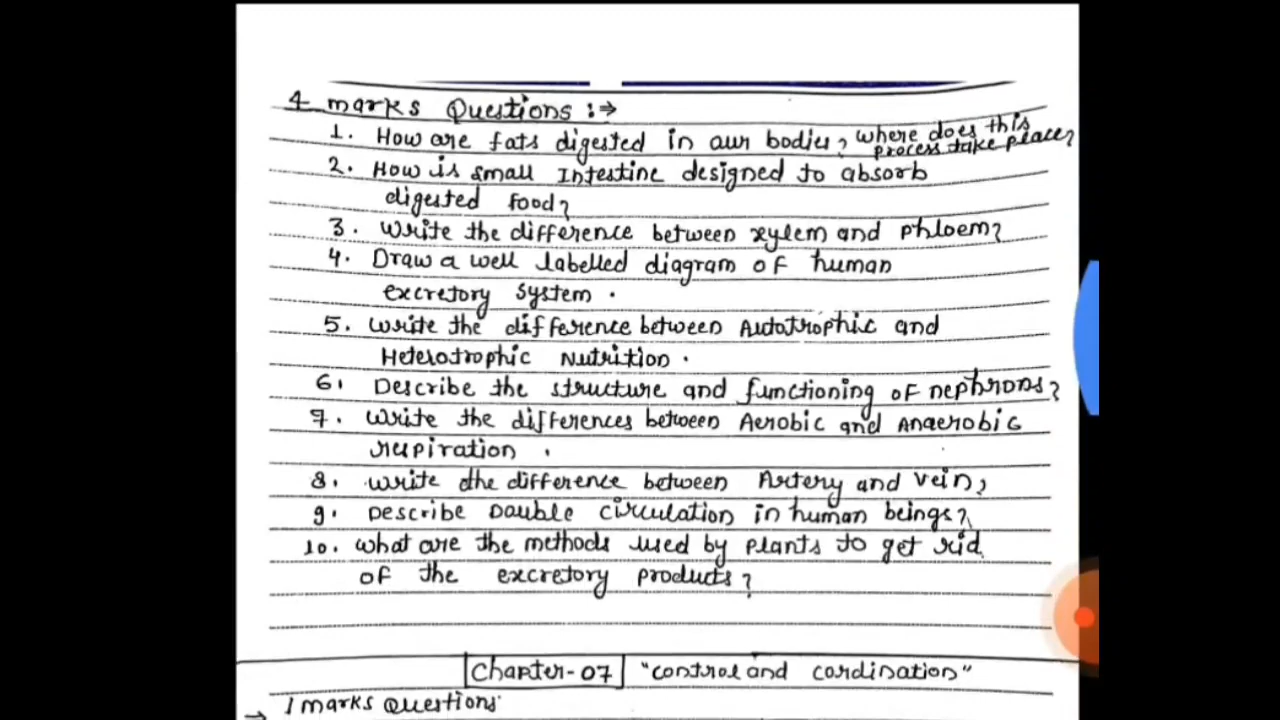 4 marks Questions :→
1. How are fats digested in our bodies? where does this process take place?
2. How is small Intestine designed to absorb
digested food?
3. Write the difference between xylem and phloem?
4. Draw a well labelled diagram of human
excretory system .
5. Write the difference between Autotrophic and
Heterotrophic Nutrition .
6. Describe the structure and functioning of nephrons?
7. Write the differences between Aerobic and Anaerobic
respiration .
8. Write the difference between Artery and vein,
9. Describe Double circulation in human beings?
10. What are the methods used by plants to get rid
of the excretory products?
Chapter-07 "control and cordination"
→ 1 marks Questions